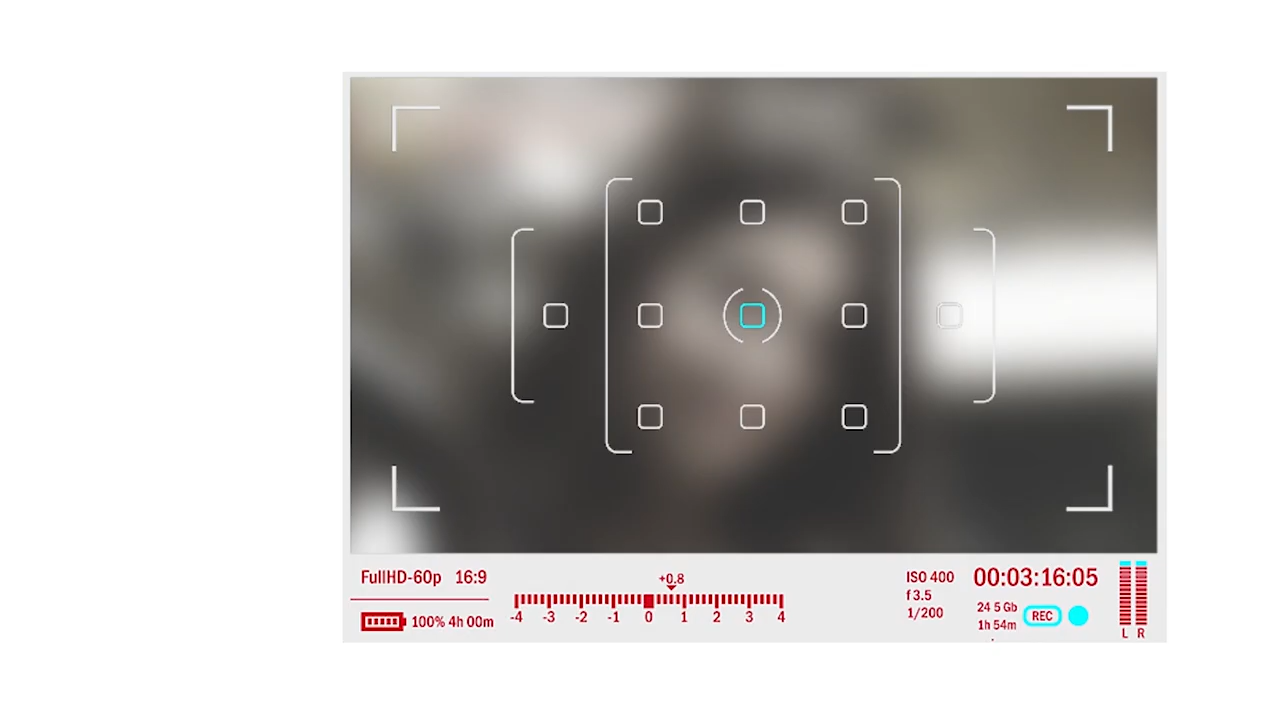 FullHD-60p 16:9
100% 4h 00m
+0.8
-4 -3 -2 -1 0 1 2 3 4
ISO 400
f 3.5
1/200
00:03:16:05
24 5 Gb
1h 54m
REC
L R